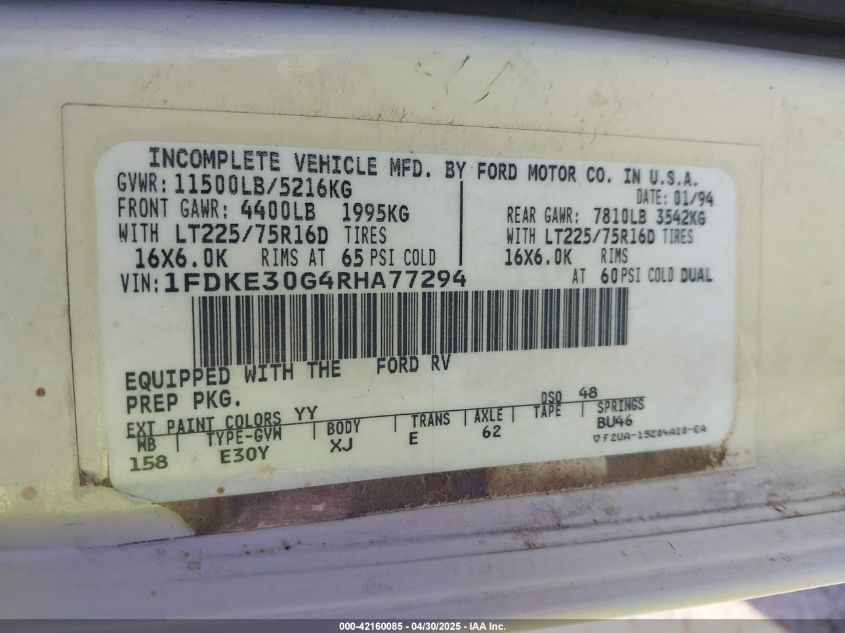 INCOMPLETE VEHICLE MFD. BY FORD MOTOR CO. IN U.S.A.
GVWR: 11500LB/5216KG
DATE: 01/94
FRONT GAWR: 4400LB 1995KG
WITH LT225/75R16D TIRES
16X6.0K RIMS AT 65 PSI COLD
REAR GAWR: 7810LB 3542KG
WITH LT225/75R16D TIRES
16X6.0K RIMS
AT 60 PSI COLD DUAL
VIN: 1FDKE30G4RHA77294
EQUIPPED WITH THE FORD RV
PREP PKG.
DSO 48
EXT PAINT COLORS YY
WB TYPE-GVW BODY TRANS AXLE TAPE SPRINGS
158 E30Y XJ E 62 BU46
▽F2UA-15204A10-EA
000-42160085 - 04/30/2025 - IAA Inc.